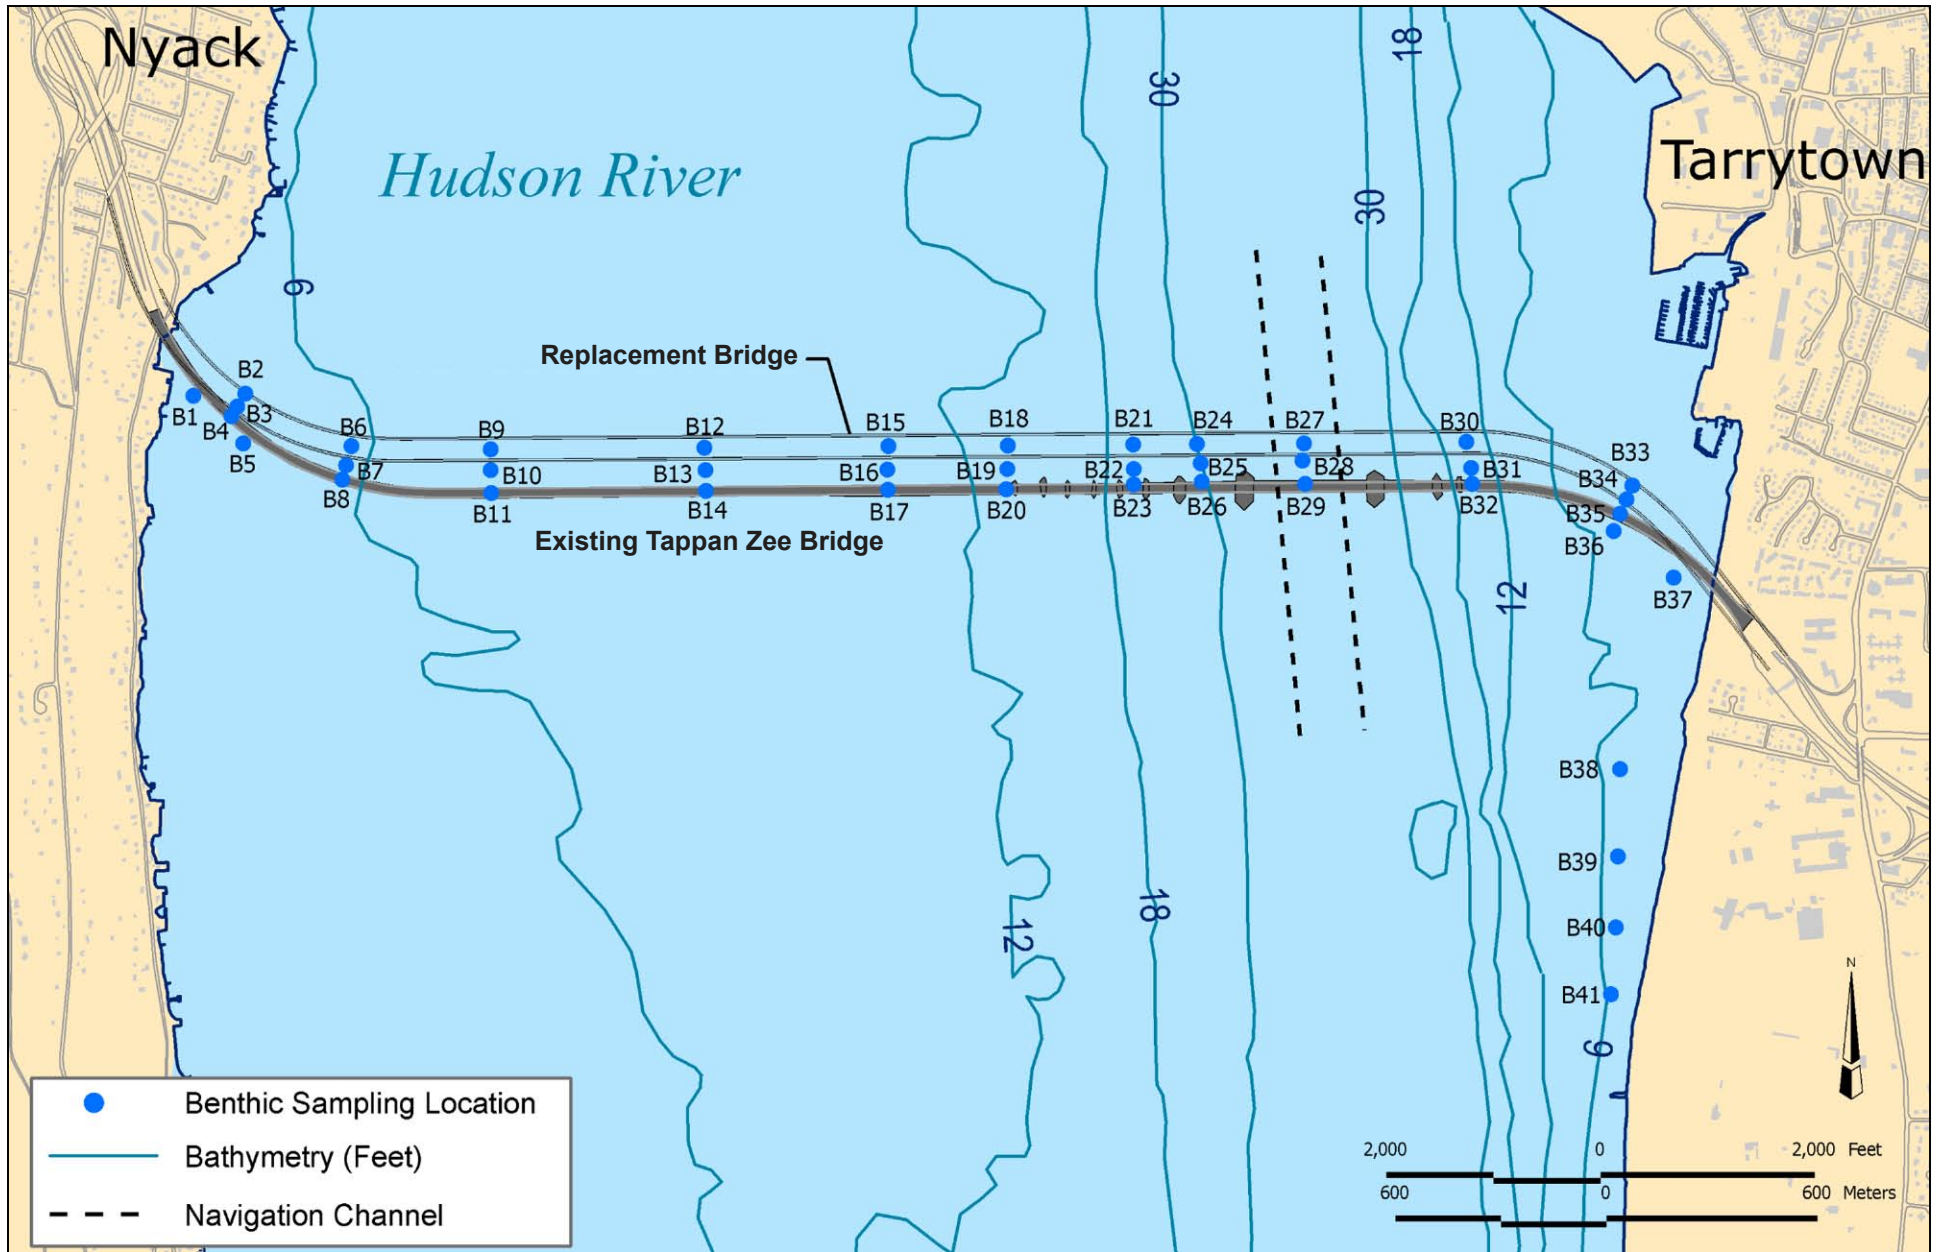 Nyack
Tarrytown
Hudson River
18
30
30
6
Replacement Bridge
Existing Tappan Zee Bridge
B1
B2
B3
B4
B5
B6
B7
B8
B9
B10
B11
B12
B13
B14
B15
B16
B17
B18
B19
B20
B21
B22
B23
B24
B25
B26
B27
B28
B29
B30
B31
B32
B33
B34
B35
B36
B37
B38
B39
B40
B41
12
18
12
6
N
Benthic Sampling Location
Bathymetry (Feet)
Navigation Channel
2,000 0 2,000 Feet
600 0 600 Meters